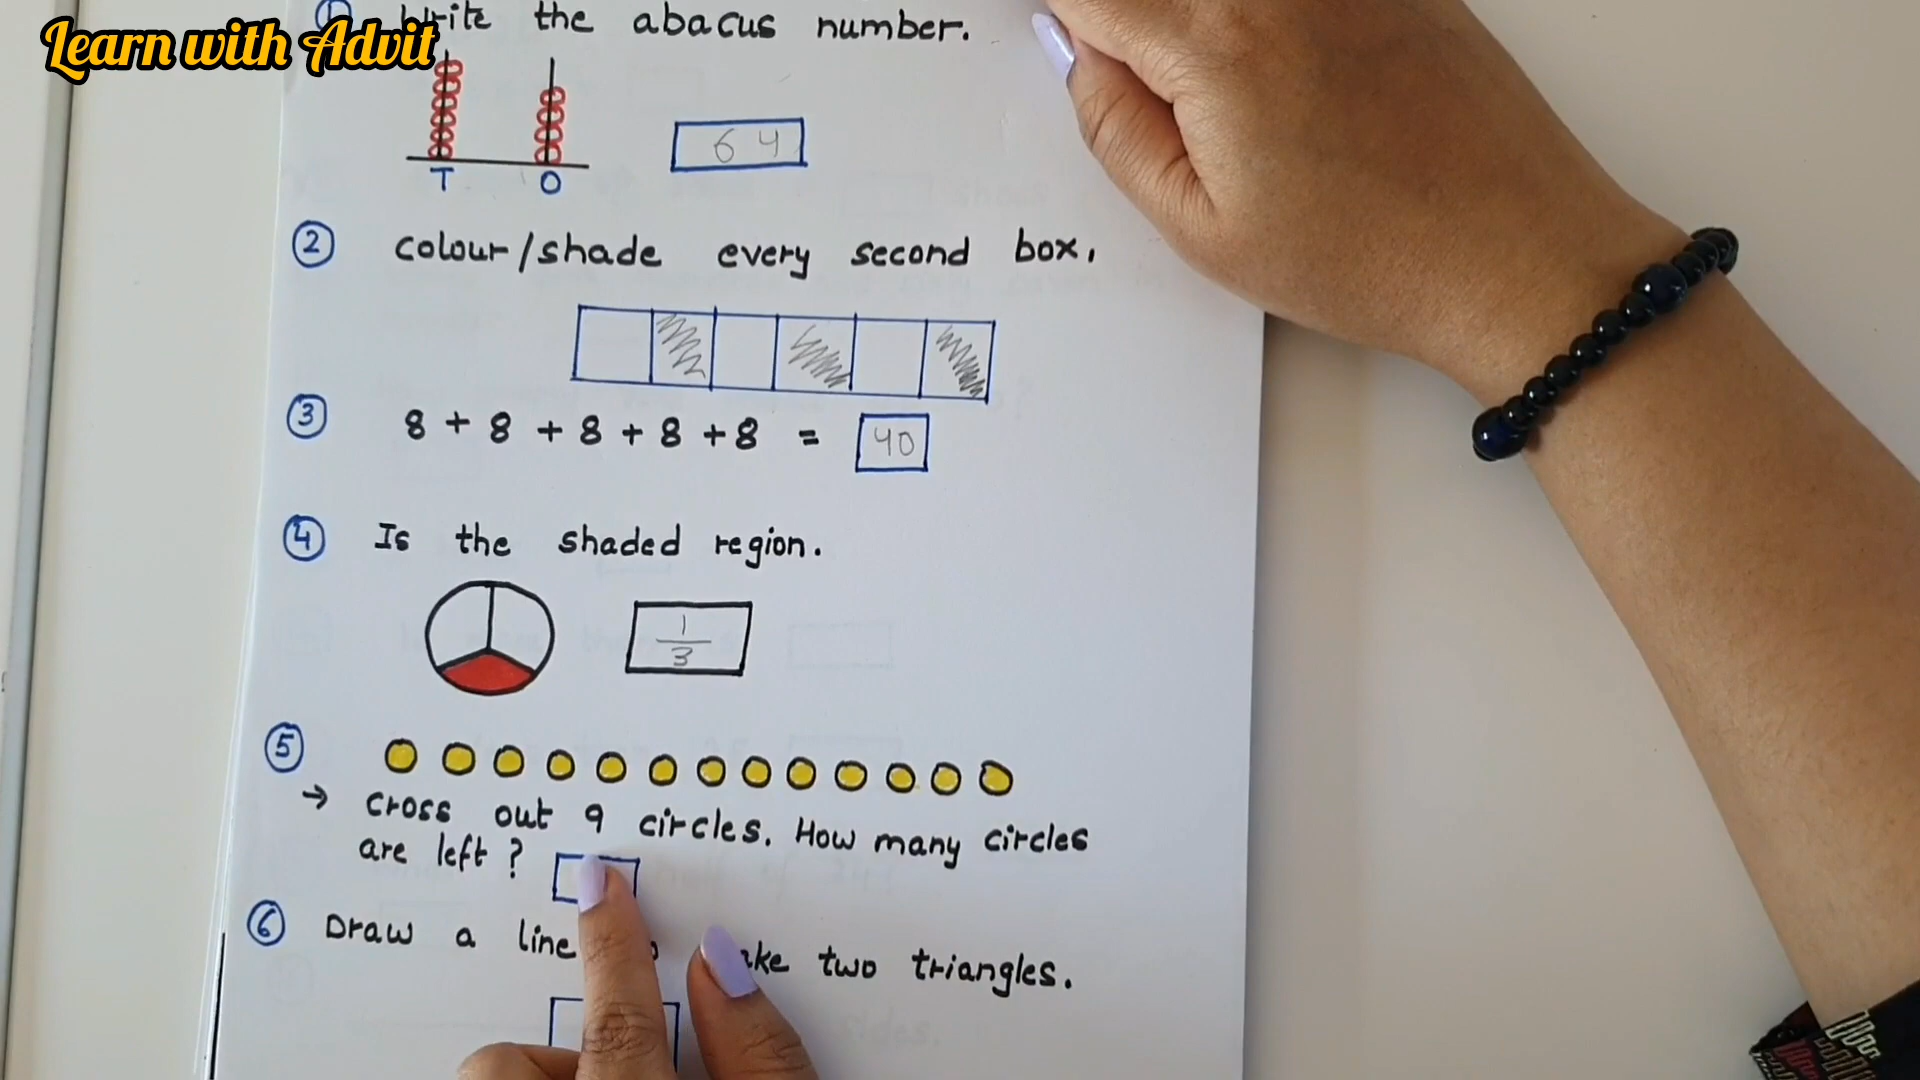 Learn with Advit
① Write the abacus number.
T O
64
② colour/shade every second box.
③ 8 + 8 + 8 + 8 + 8 = 40
④ Is the shaded region.
1
3
⑤
→ cross out 9 circles. How many circles
are left?
⑥ Draw a line two triangles.